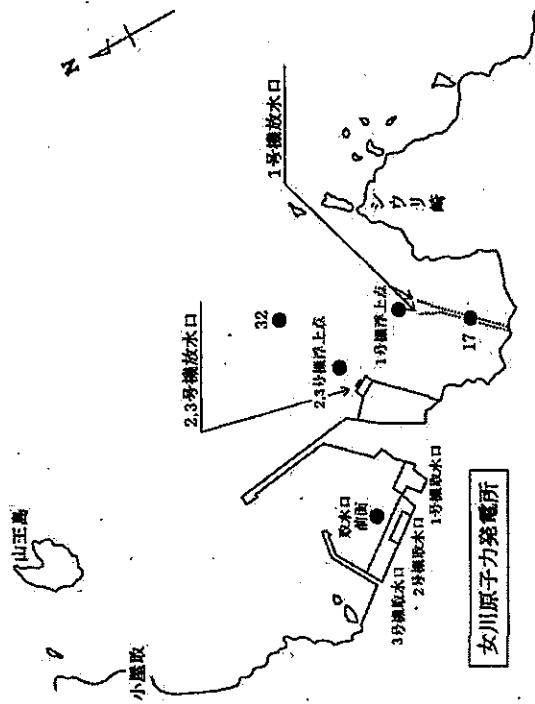 N
1号機放水口
2,3号機放水口
32
シウリ崎
1号機浮上点
2,3号機浮上点
17
山王島
小屋取
取水口
前面
1号機取水口
2号機取水口
3号機取水口
女川原子力発電所